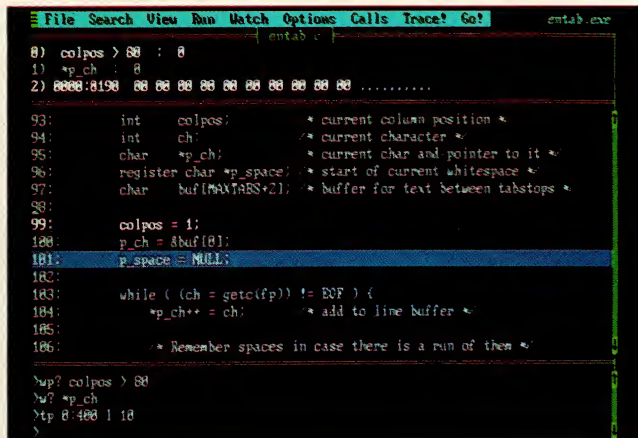 File Search View Run Watch Options Calls Trace! Go! entab.exe
entab.c
0) colpos > 80 : 0
1) *p_ch : 0
2) 0000:8190 00 00 00 00 00 00 00 00 00 00 ..........
93: int colpos; /* current column position */
94: int ch; /* current character */
95: char *p_ch; /* current char and pointer to it */
96: register char *p_space; /* start of current whitespace */
97: char buf[MAXTABS+2]; /* buffer for text between tabstops */
98:
99: colpos = 1;
100: p_ch = &buf[0];
101: p_space = NULL;
102:
103: while ( (ch = getc(fp)) != EOF ) {
104: *p_ch++ = ch; /* add to line buffer */
105:
106: /* Remember spaces in case there is a run of them */
>wp? colpos > 80
>w? *p_ch
>tp 0:400 l 10
>